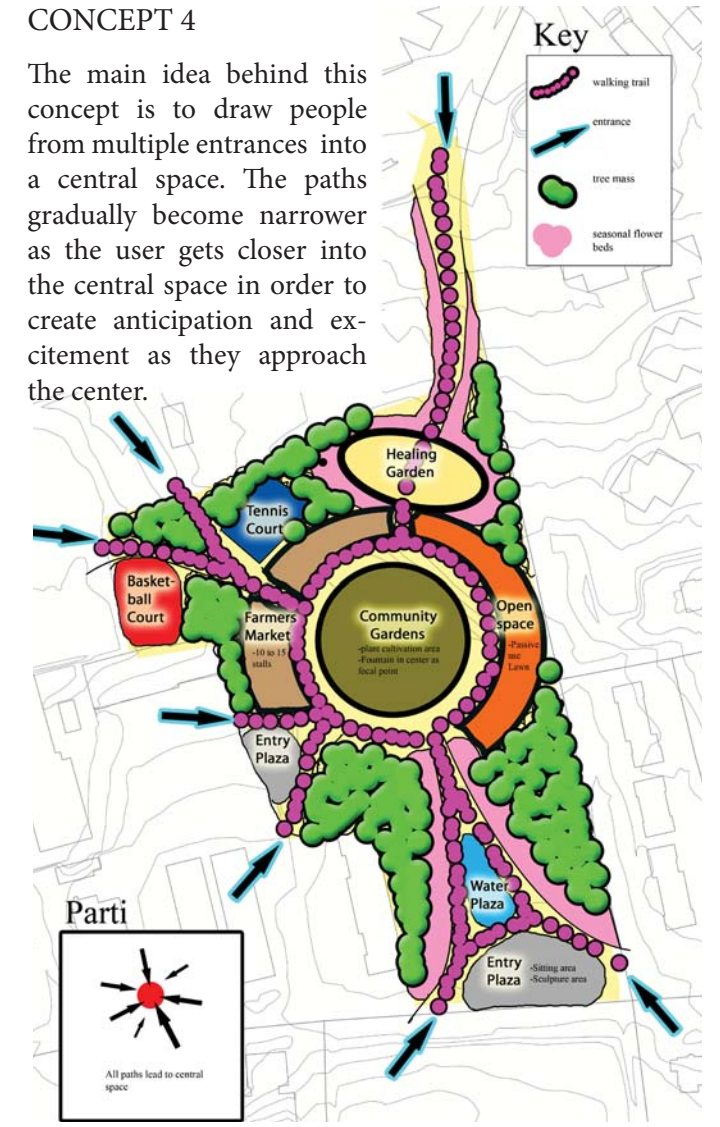 CONCEPT 4
The main idea behind this
concept is to draw people
from multiple entrances into
a central space. The paths
gradually become narrower
as the user gets closer into
the central space in order to
create anticipation and ex-
citement as they approach
the center.
Key
walking trail
entrance
tree mass
seasonal flower
beds
Healing
Garden
Tennis
Court
Basket-
ball
Court
Farmers
Market
-10 to 15
stalls
Community
Gardens
-plant cultivation area
-Fountain in center as
focal point
Open
space
-Passive
use
Lawn
Entry
Plaza
Water
Plaza
Entry
Plaza
-Sitting area
-Sculpture area
Parti
All paths lead to central
space